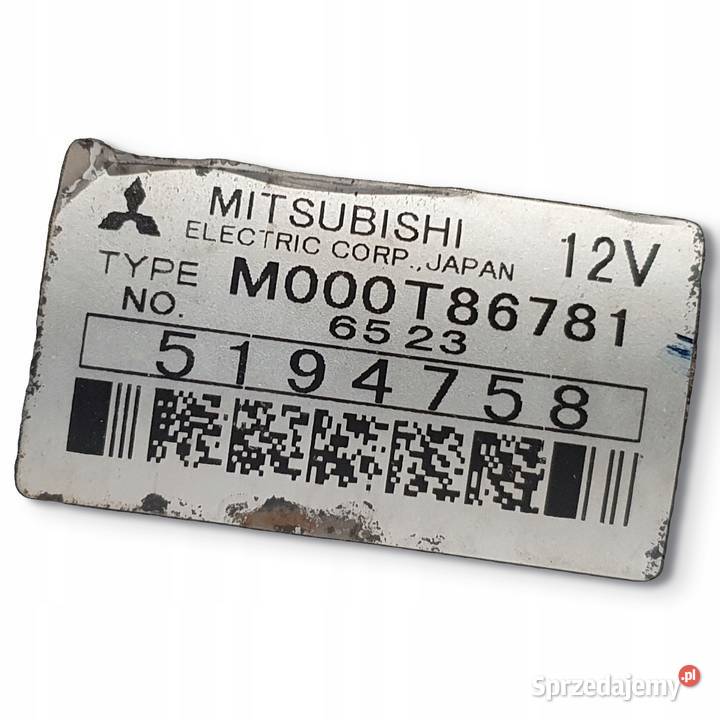 MITSUBISHI 12V
ELECTRIC CORP., JAPAN
TYPE M000T86781
NO. 6523
5194758
Sprzedajemy.pl